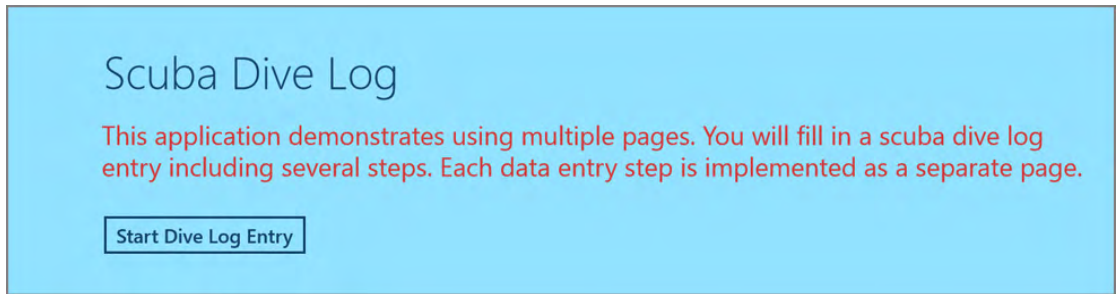 Scuba Dive Log
This application demonstrates using multiple pages. You will fill in a scuba dive log
entry including several steps. Each data entry step is implemented as a separate page.
Start Dive Log Entry